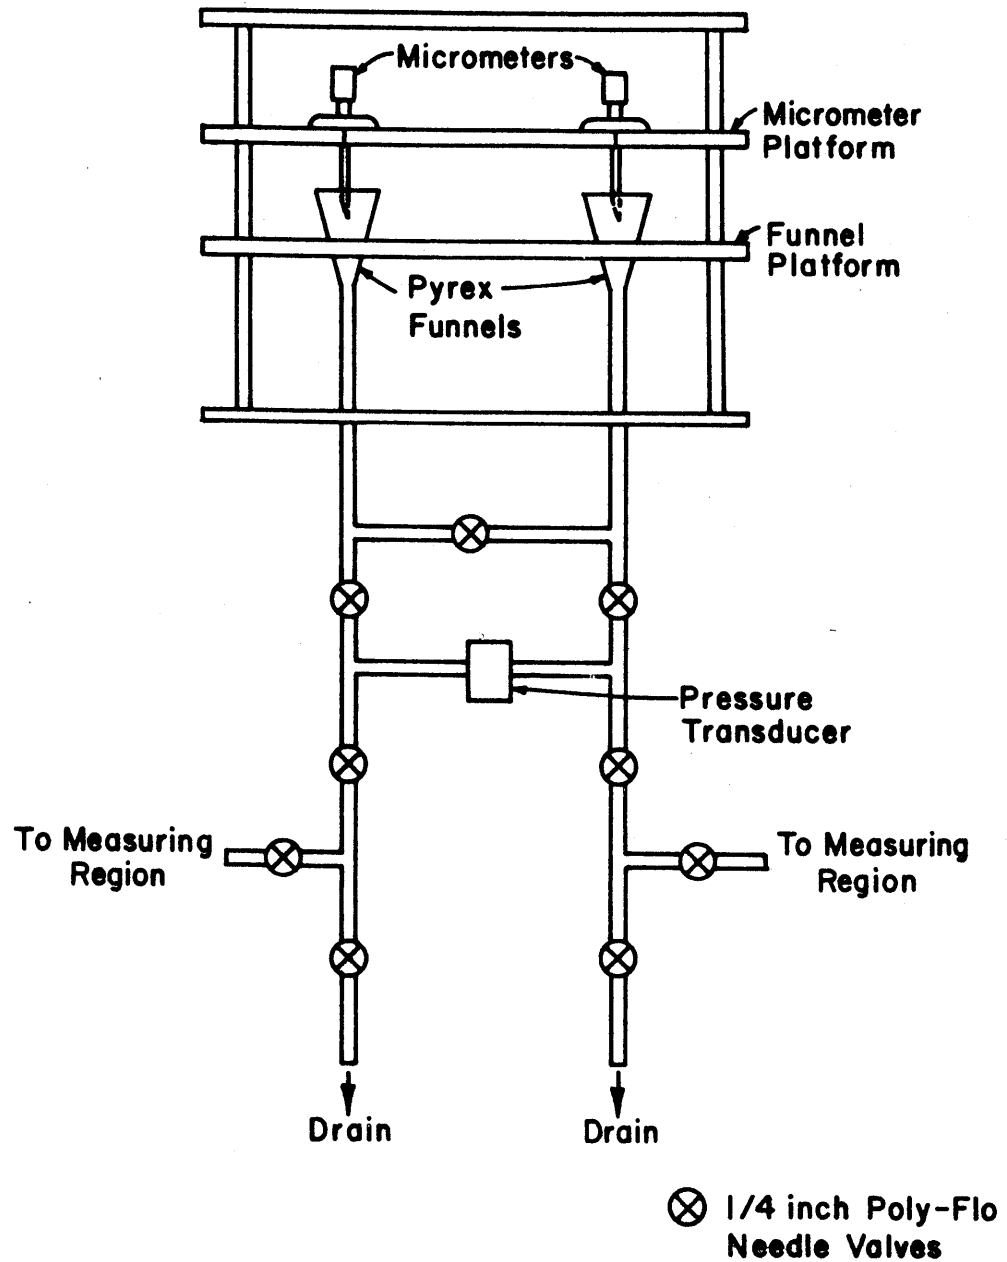 Micrometers
Micrometer
Platform
Funnel
Platform
Pyrex
Funnels
Pressure
Transducer
To Measuring
Region
To Measuring
Region
Drain
Drain
1/4 inch Poly-Flo
Needle Valves